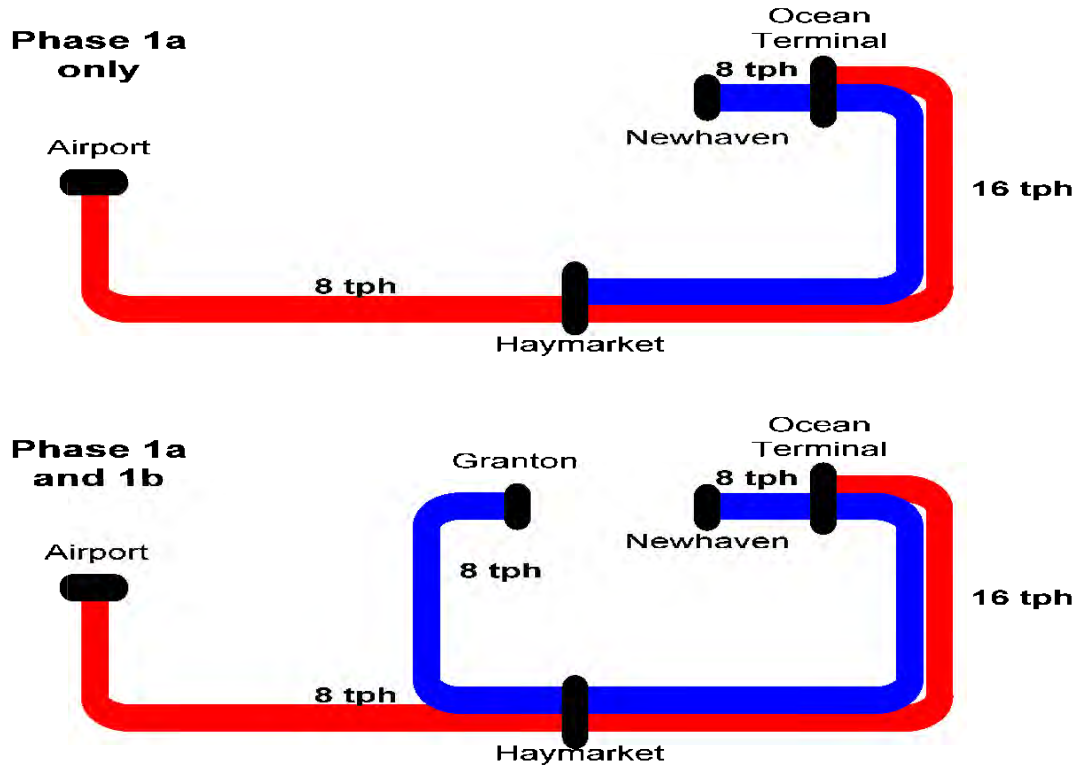 Phase 1a
only
Ocean
Terminal
8 tph
Newhaven
Airport
16 tph
8 tph
Haymarket
Phase 1a
and 1b
Ocean
Terminal
Granton
8 tph
Newhaven
Airport
8 tph
16 tph
8 tph
Haymarket